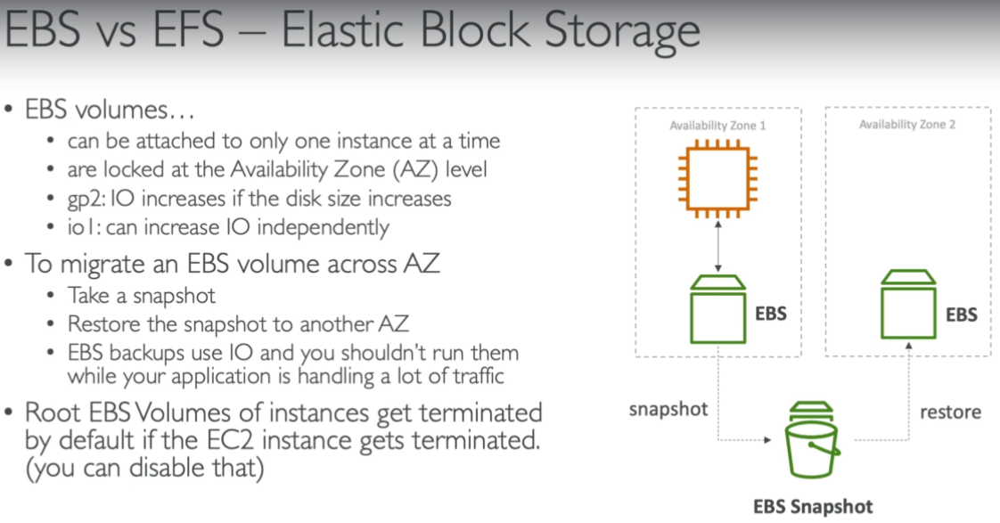 EBS vs EFS – Elastic Block Storage
• EBS volumes…
• can be attached to only one instance at a time
• are locked at the Availability Zone (AZ) level
• gp2: IO increases if the disk size increases
• io1: can increase IO independently
• To migrate an EBS volume across AZ
• Take a snapshot
• Restore the snapshot to another AZ
• EBS backups use IO and you shouldn't run them
while your application is handling a lot of traffic
• Root EBS Volumes of instances get terminated
by default if the EC2 instance gets terminated.
(you can disable that)
Availability Zone 1
Availability Zone 2
EBS
EBS
snapshot
restore
EBS Snapshot